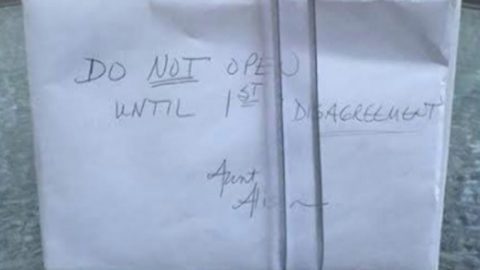 DO NOT OPEN
UNTIL 1ST DISAGREEMENT
Aunt